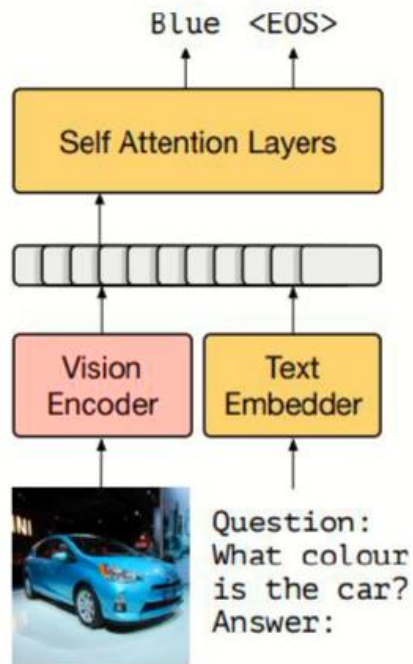 Blue <EOS>
Self Attention Layers
Vision
Encoder
Text
Embedder
Question:
What colour
is the car?
Answer: